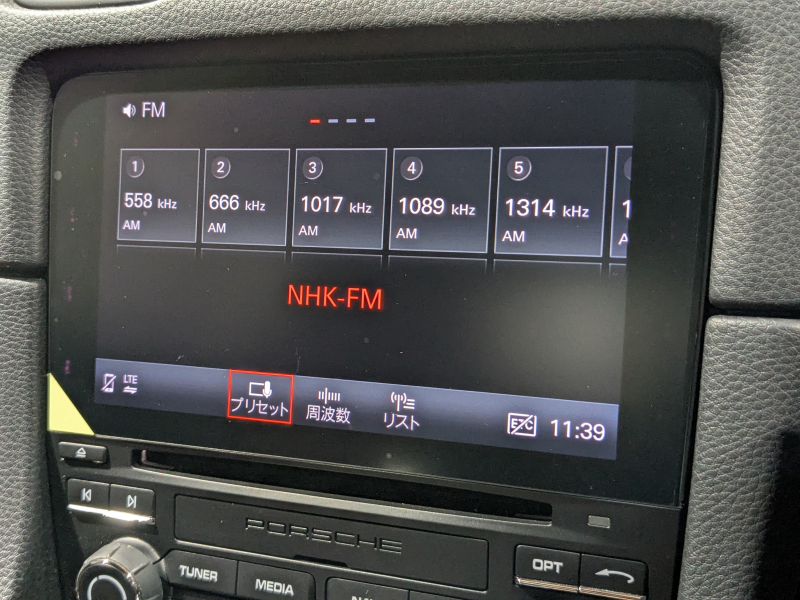 FM
1 2 3 4 5
558 kHz 666 kHz 1017 kHz 1089 kHz 1314 kHz 1
AM AM AM AM AM A
NHK-FM
LTE プリセット 周波数 リスト ETC 11:39
PORSCHE
TUNER MEDIA OPT